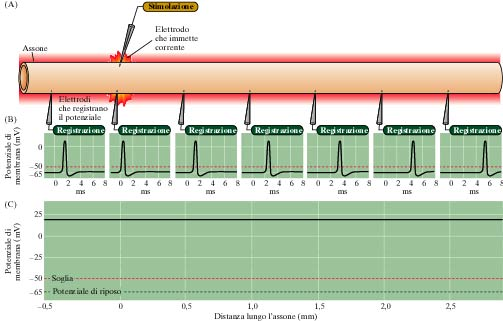 (A)
Stimolazione
Elettrodo
che immette
corrente
Assone
Elettrodi
che registrano
il potenziale
(B)
Registrazione Registrazione Registrazione Registrazione Registrazione Registrazione Registrazione
Potenziale di
membrana (mV)
0
−50
−65
0 2 4 6 8 0 2 4 6 8 0 2 4 6 8 0 2 4 6 8 0 2 4 6 8 0 2 4 6 8 0 2 4 6 8
ms ms ms ms ms ms ms
(C)
Potenziale di
membrana (mV)
25
0
−25
−50
−65
Soglia
Potenziale di riposo
−0,5 0 0,5 1,0 1,5 2,0 2,5
Distanza lungo l'assone (mm)